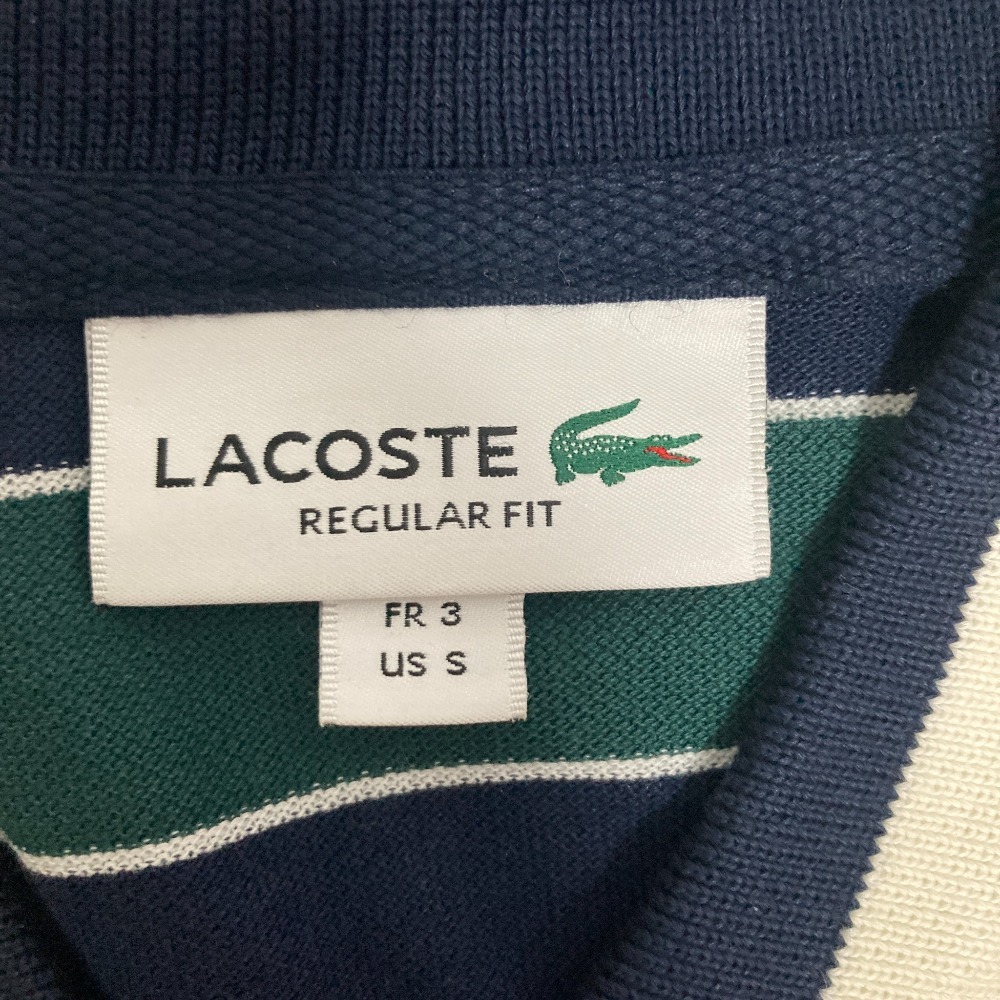 LACOSTE
REGULAR FIT
FR 3
US S